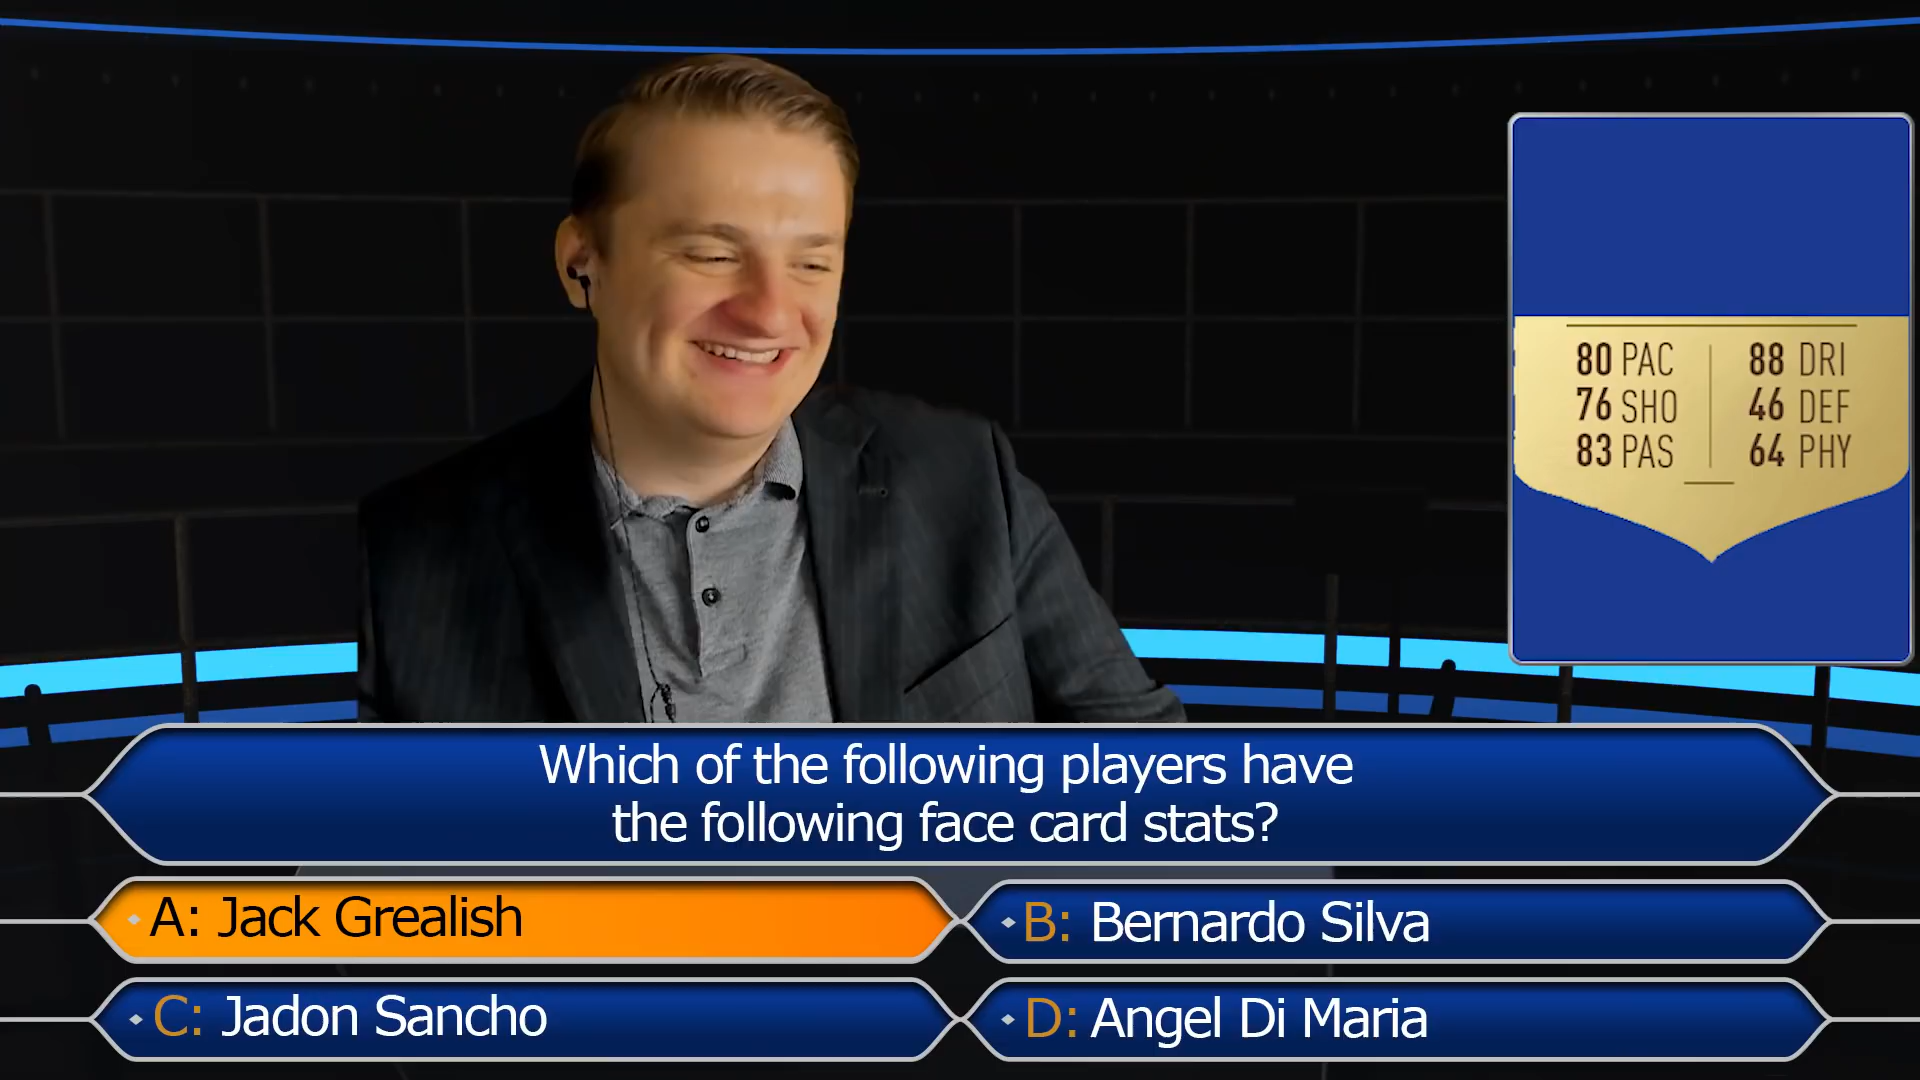 80 PAC 88 DRI
76 SHO 46 DEF
83 PAS 64 PHY
Which of the following players have
the following face card stats?
A: Jack Grealish
B: Bernardo Silva
C: Jadon Sancho
D: Angel Di Maria